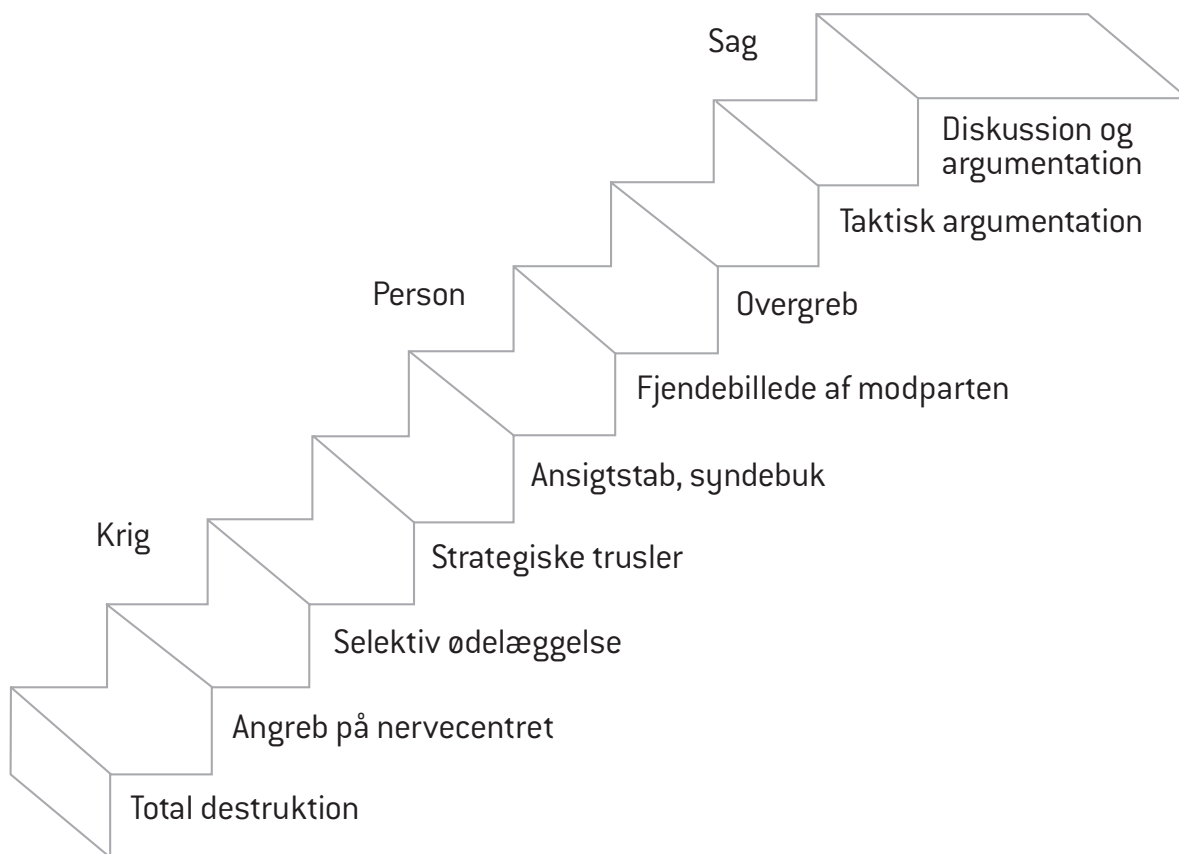 Sag
Diskussion og
argumentation
Taktisk argumentation
Person
Overgreb
Fjendebillede af modparten
Ansigtstab, syndebuk
Krig
Strategiske trusler
Selektiv ødelæggelse
Angreb på nervecentret
Total destruktion